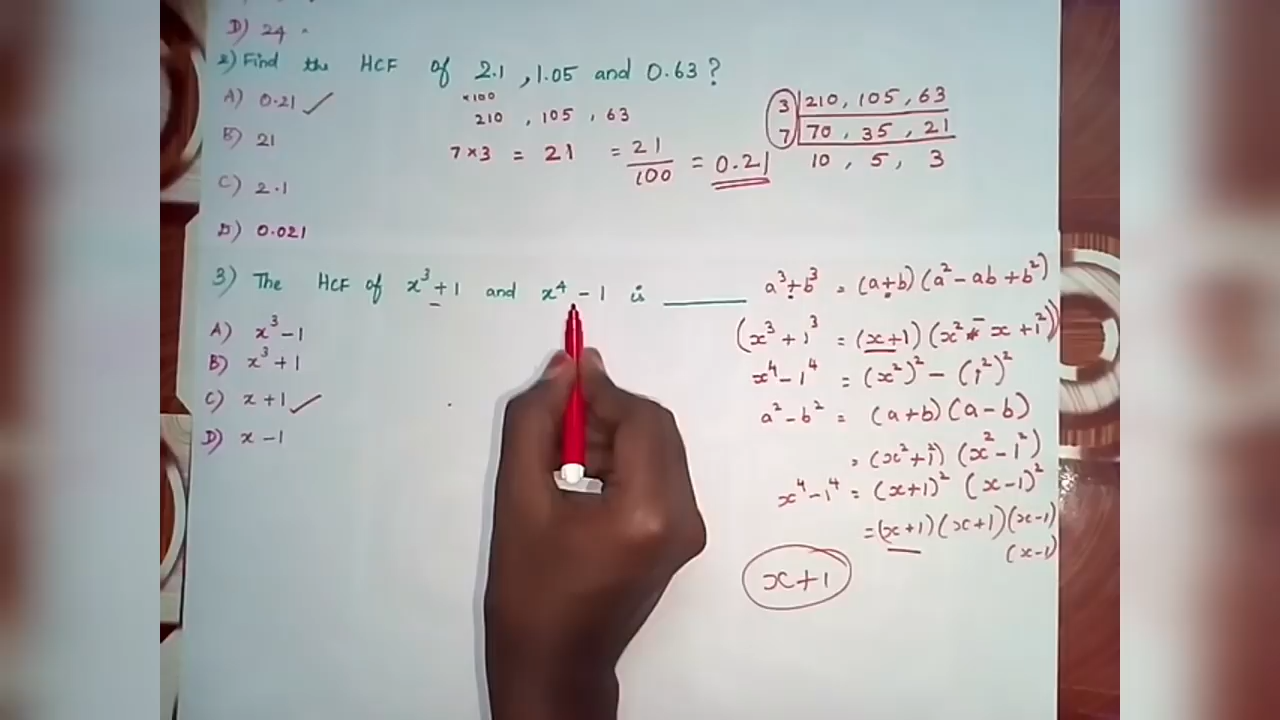 D) 24
2) Find the HCF of 2.1 , 1.05 and 0.63 ?
A) 0.21 ✓
B) 21
C) 2.1
D) 0.021
×100
210 , 105 , 63
7 × 3 = 21 = 21/100 = 0.21
3 | 210 , 105 , 63
7 | 70 , 35 , 21
10 , 5 , 3
3) The HCF of x³ + 1 and x⁴ - 1 is ______
A) x³ - 1
B) x³ + 1
C) x + 1 ✓
D) x - 1
a³ + b³ = (a+b) (a² - ab + b²)
(x³ + 1³ = (x+1) (x² - x + 1²))
x⁴ - 1⁴ = (x²)² - (1²)²
a² - b² = (a+b) (a-b)
= (x²+1²) (x²-1²)
x⁴ - 1⁴ = (x+1)² (x-1)²
= (x+1) (x+1) (x-1)
(x-1)
x+1